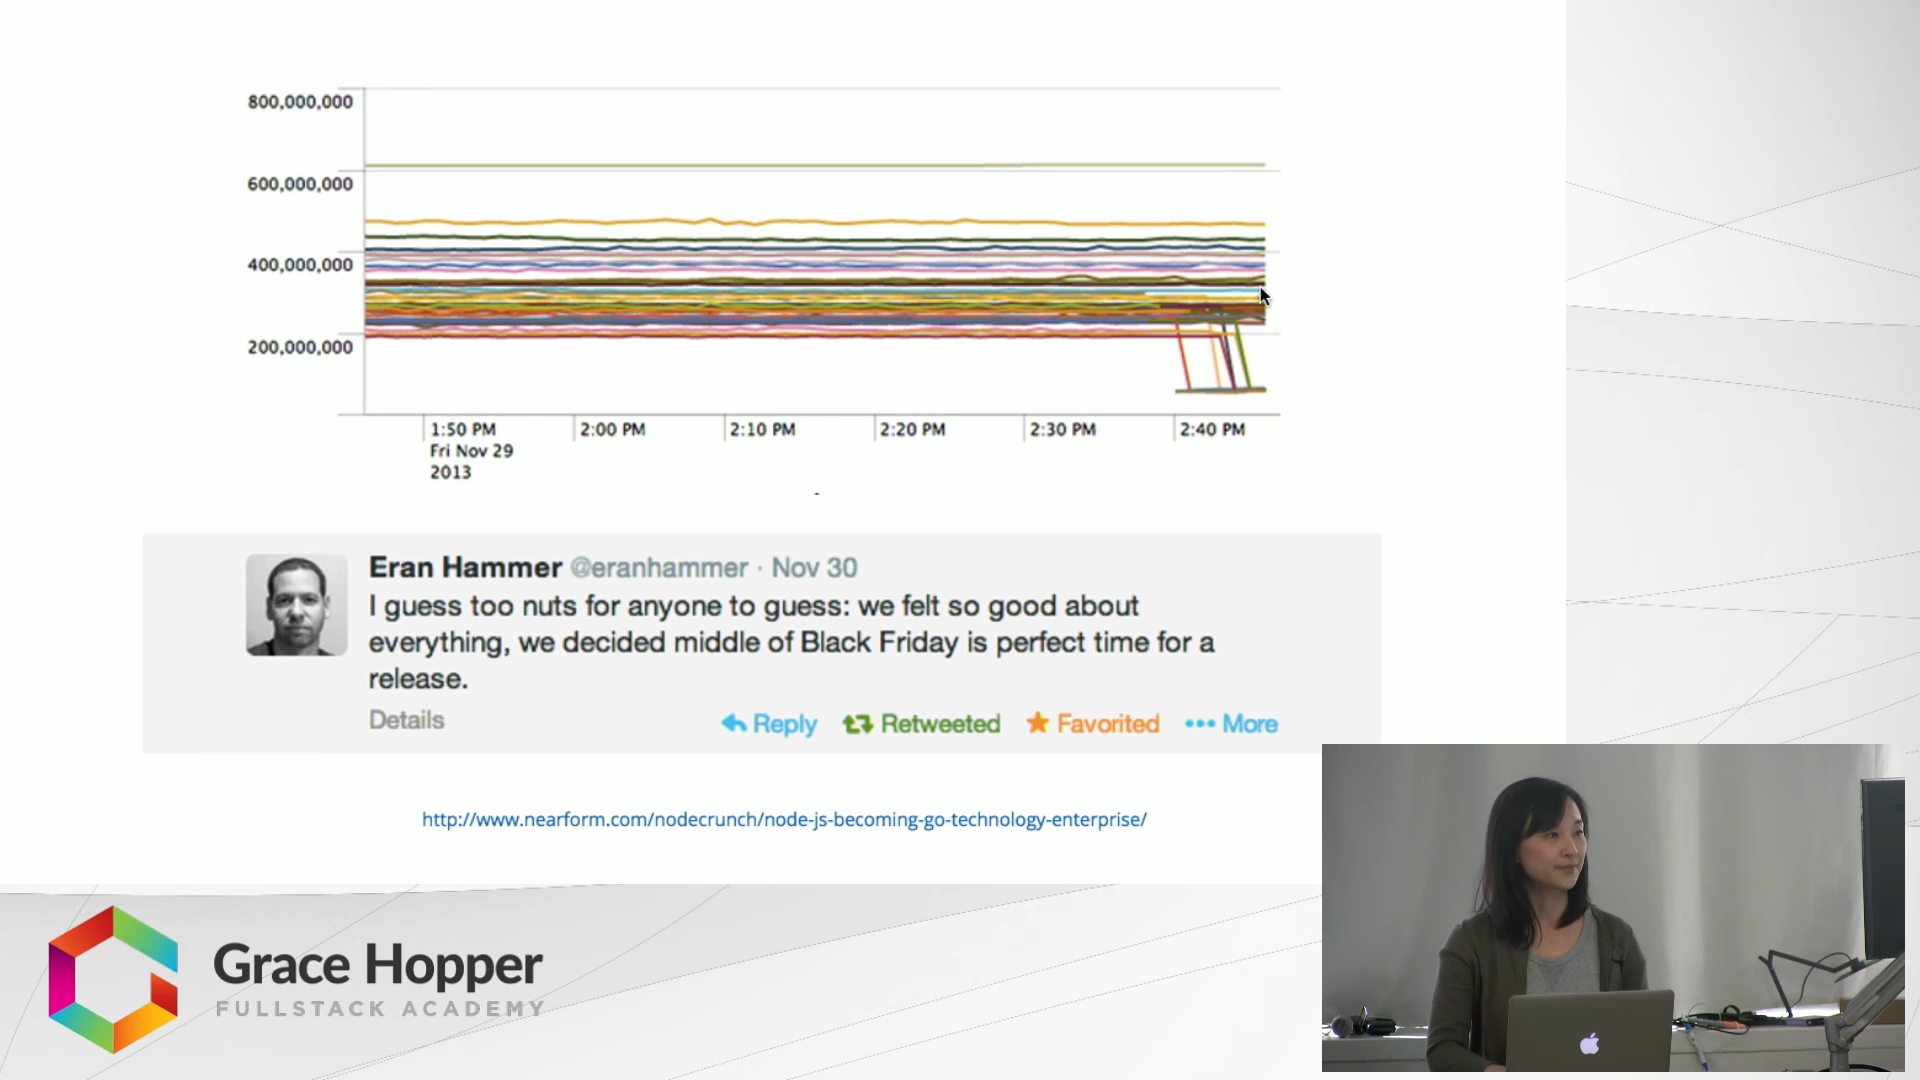 800,000,000
600,000,000
400,000,000
200,000,000
1:50 PM
Fri Nov 29
2013
2:00 PM
2:10 PM
2:20 PM
2:30 PM
2:40 PM
Eran Hammer @eranhammer · Nov 30
I guess too nuts for anyone to guess: we felt so good about
everything, we decided middle of Black Friday is perfect time for a
release.
Details
Reply Retweeted Favorited More
http://www.nearform.com/nodecrunch/node-js-becoming-go-technology-enterprise/
Grace Hopper
FULLSTACK ACADEMY